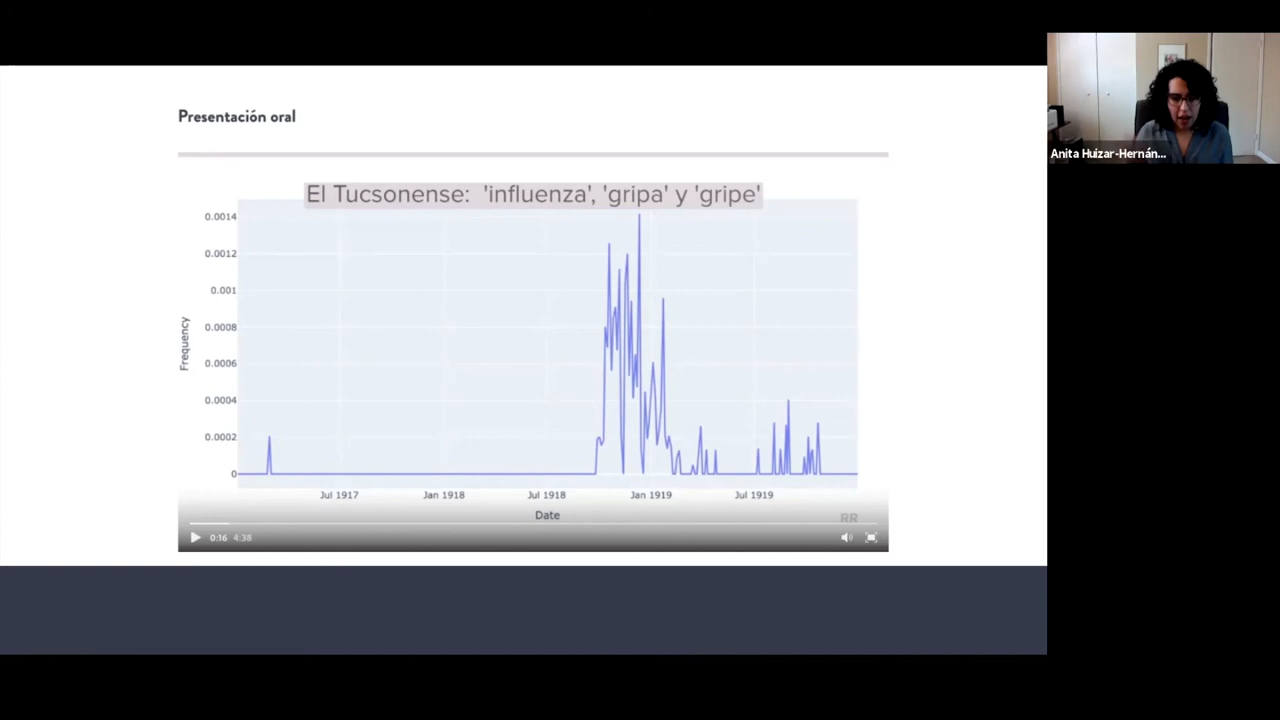 Presentación oral
El Tucsonense: 'influenza', 'gripa' y 'gripe'
0.0014
0.0012
0.001
0.0008
0.0006
0.0004
0.0002
0
Frequency
Jul 1917 Jan 1918 Jul 1918 Jan 1919 Jul 1919
Date
RR
0:16 4:38
Anita Huizar-Hernán...